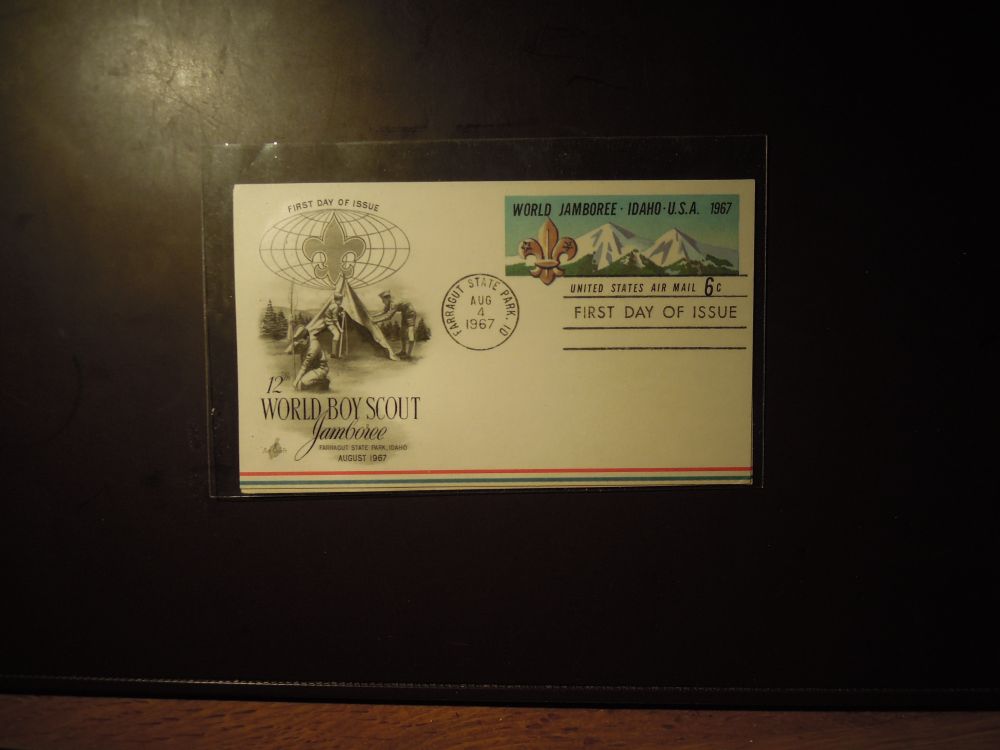 FIRST DAY OF ISSUE
12th
WORLD BOY SCOUT
Jamboree
FARRAGUT STATE PARK, IDAHO
AUGUST 1967
FARRAGUT STATE PARK, ID
AUG
4
1967
WORLD JAMBOREE · IDAHO · U.S.A. 1967
UNITED STATES AIR MAIL 6c
FIRST DAY OF ISSUE